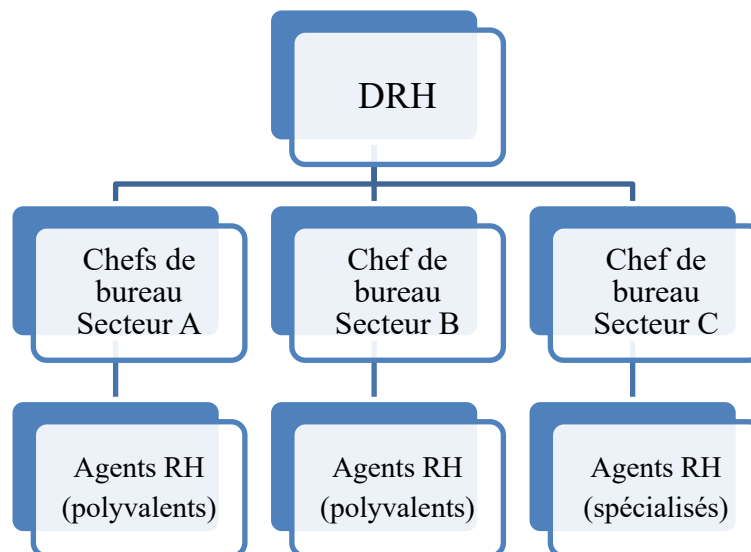 DRH
Chefs de
bureau
Secteur A
Chef de
bureau
Secteur B
Chef de
bureau
Secteur C
Agents RH
(polyvalents)
Agents RH
(polyvalents)
Agents RH
(spécialisés)